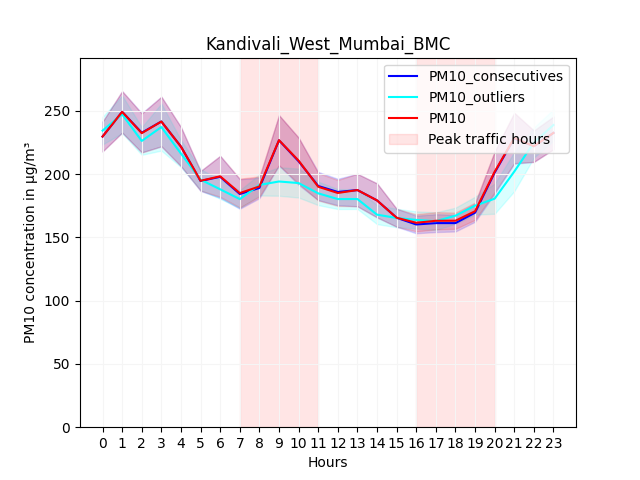 Kandivali_West_Mumbai_BMC
PM10_consecutives
PM10_outliers
PM10
Peak traffic hours
PM10 concentration in µg/m³
250
200
150
100
50
0
0 1 2 3 4 5 6 7 8 9 10 11 12 13 14 15 16 17 18 19 20 21 22 23
Hours